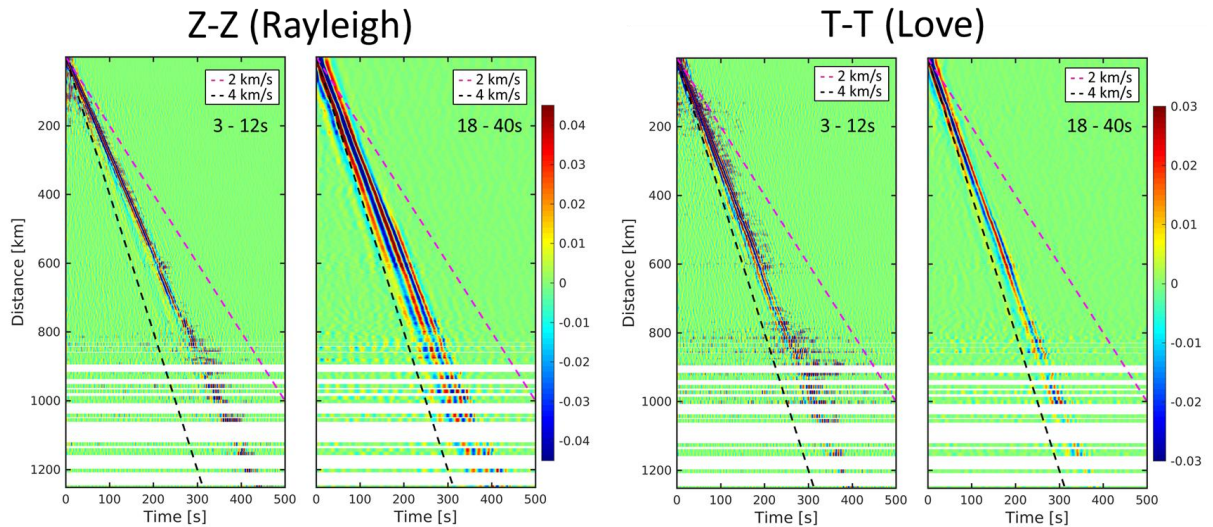 Z-Z (Rayleigh)
T-T (Love)
2 km/s
4 km/s
3 - 12s
2 km/s
4 km/s
18 - 40s
2 km/s
4 km/s
3 - 12s
2 km/s
4 km/s
18 - 40s
Distance [km]
200
400
600
800
1000
1200
0 100 200 300 400 500
Time [s]
0 100 200 300 400 500
Time [s]
0.04
0.03
0.02
0.01
0
-0.01
-0.02
-0.03
-0.04
Distance [km]
200
400
600
800
1000
1200
0 100 200 300 400 500
Time [s]
0 100 200 300 400 500
Time [s]
0.03
0.02
0.01
0
-0.01
-0.02
-0.03